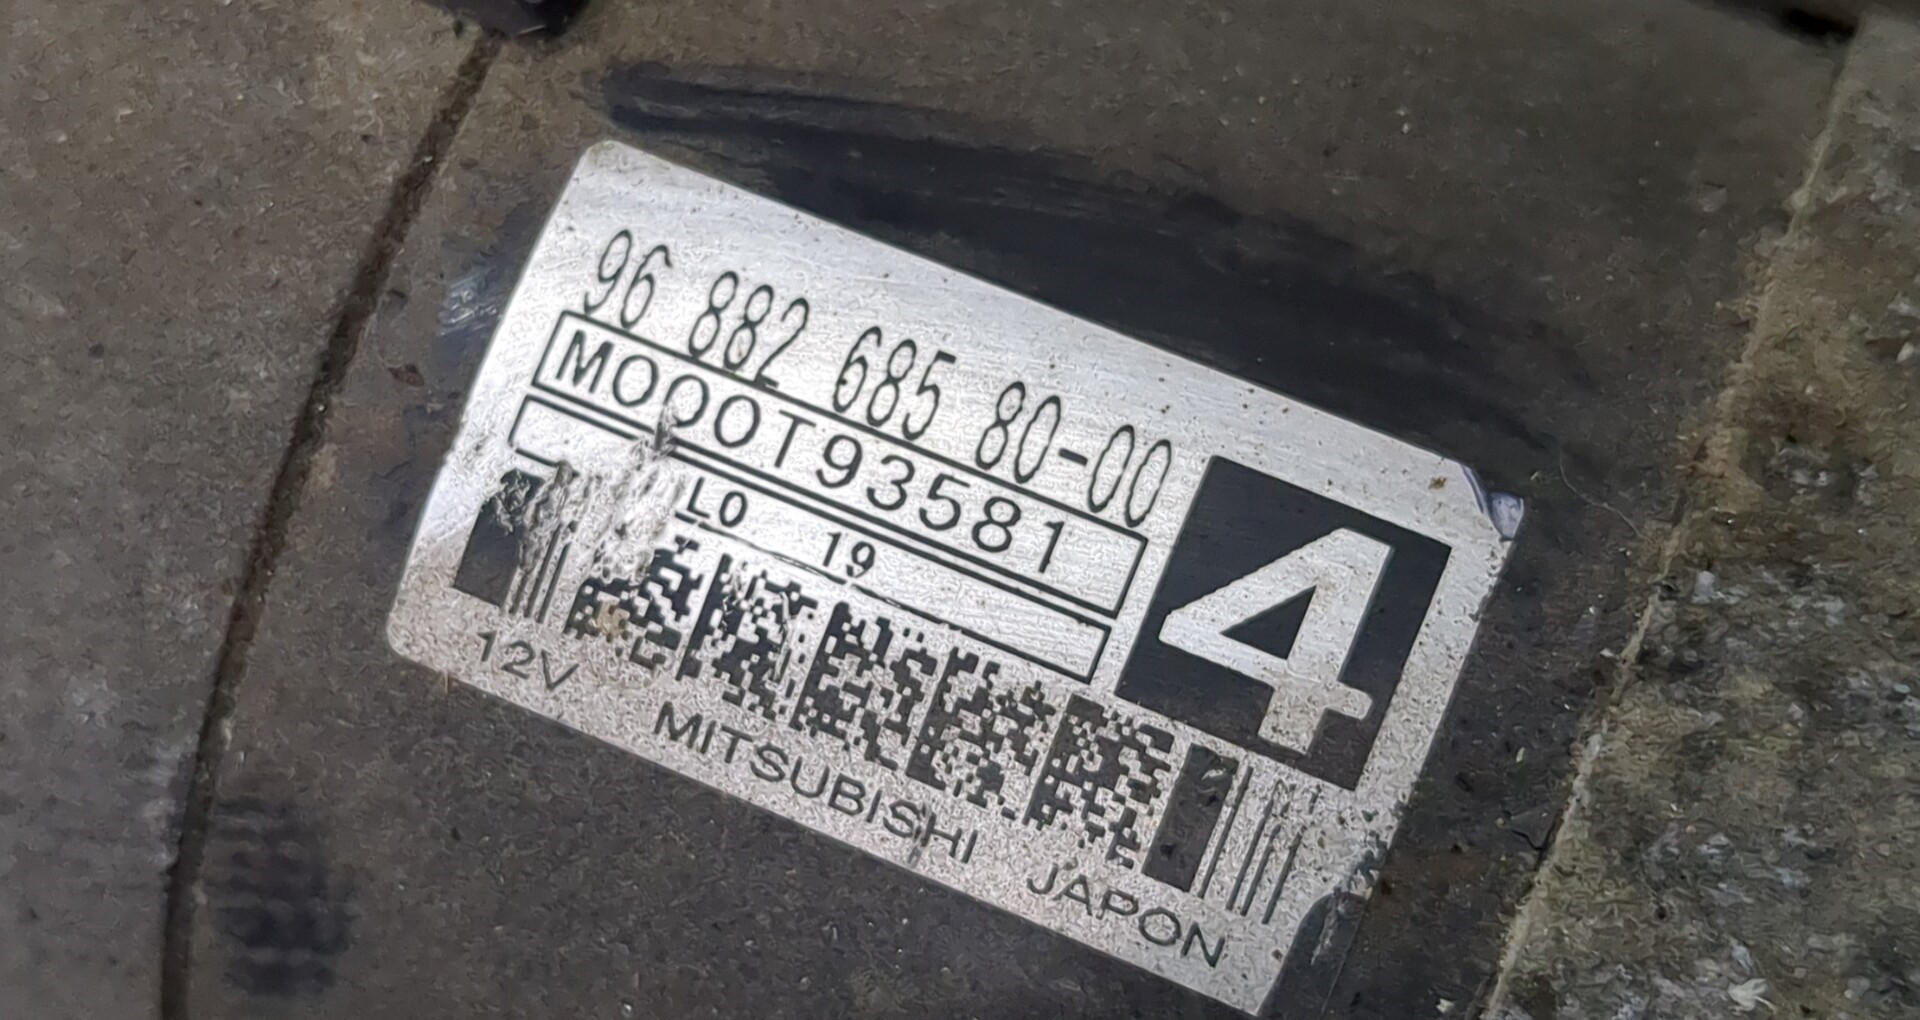 96 882 685 80-00
M000T93581
4
L0 19
12V MITSUBISHI JAPON